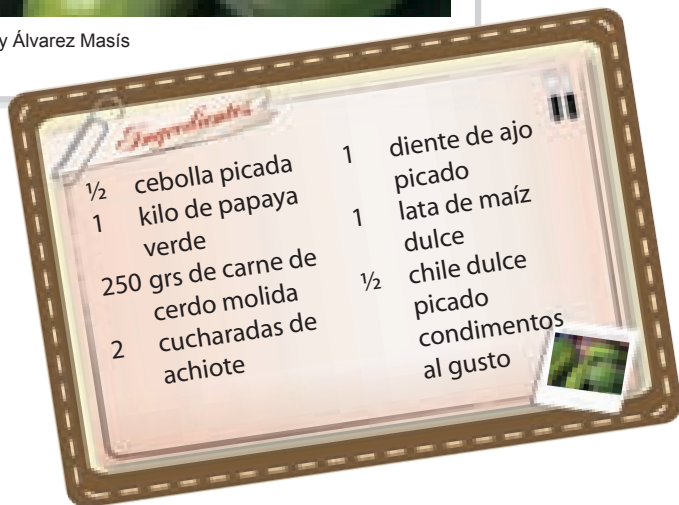 y Álvarez Masís
Ingredientes
½ cebolla picada
1 kilo de papaya
verde
250 grs de carne de
cerdo molida
2 cucharadas de
achiote
1 diente de ajo
picado
1 lata de maíz
dulce
½ chile dulce
picado
condimentos
al gusto